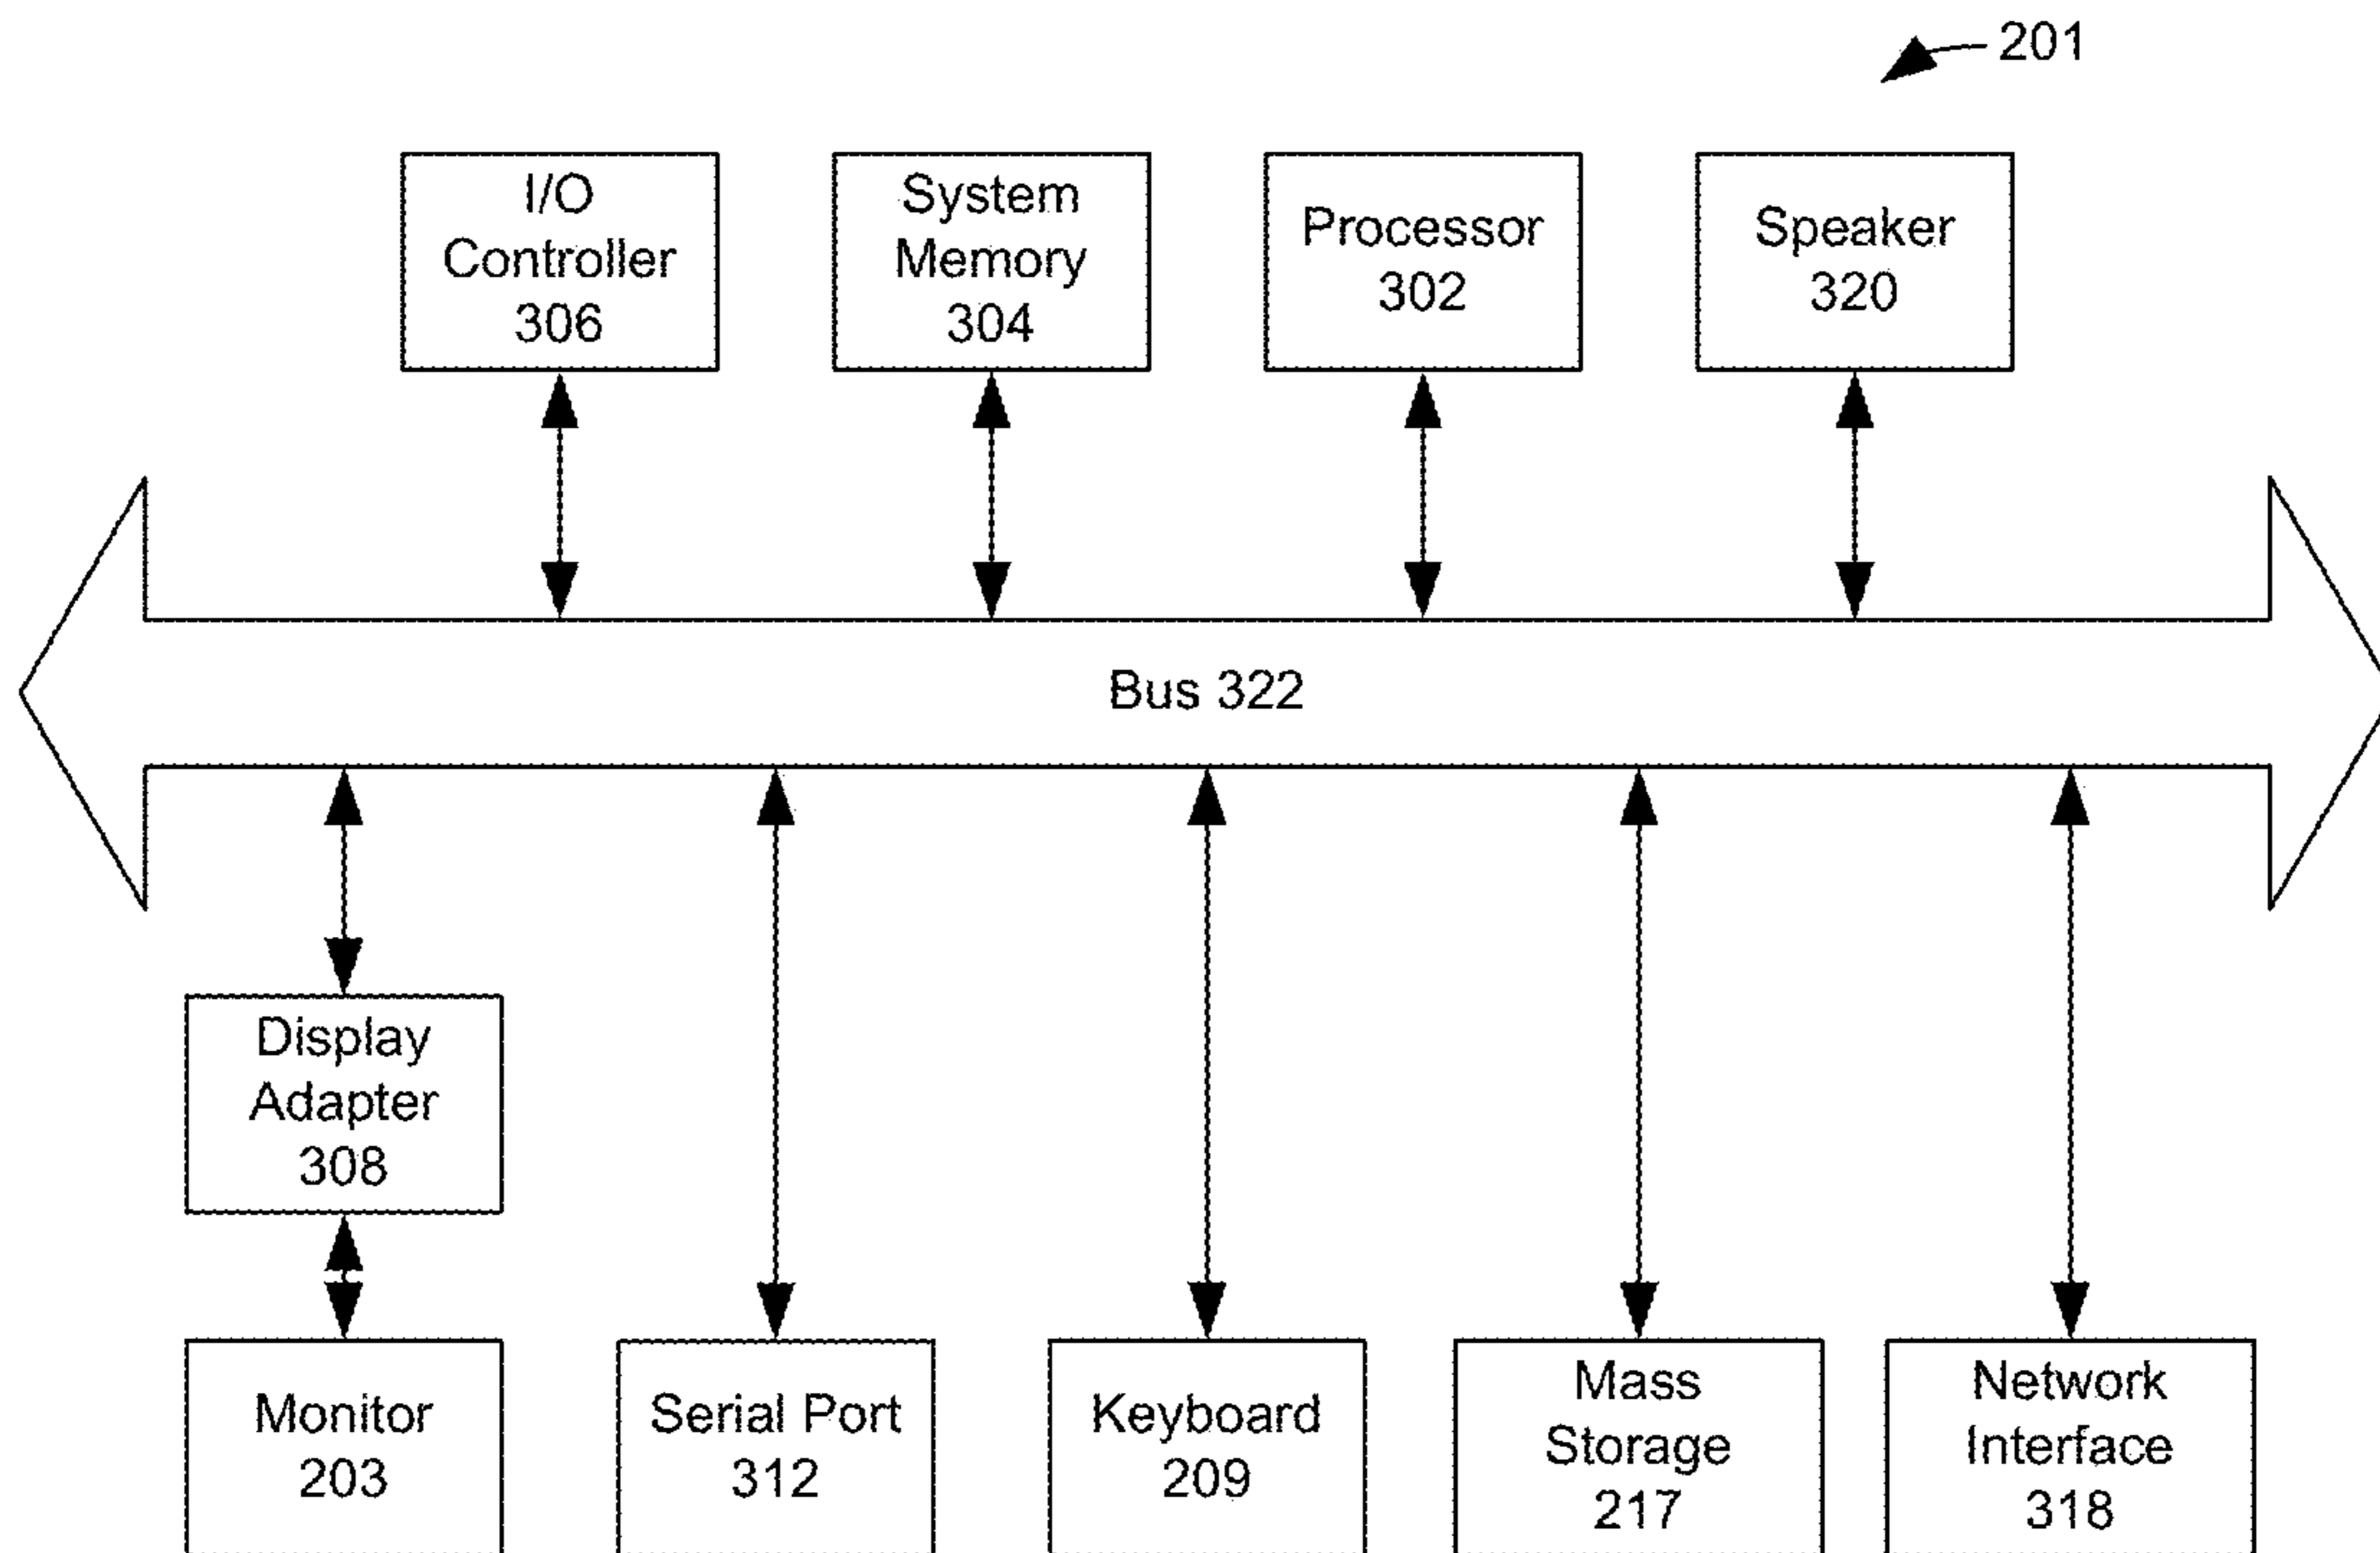 201
I/O
Controller
306
System
Memory
304
Processor
302
Speaker
320
Bus 322
Display
Adapter
308
Monitor
203
Serial Port
312
Keyboard
209
Mass
Storage
217
Network
Interface
318